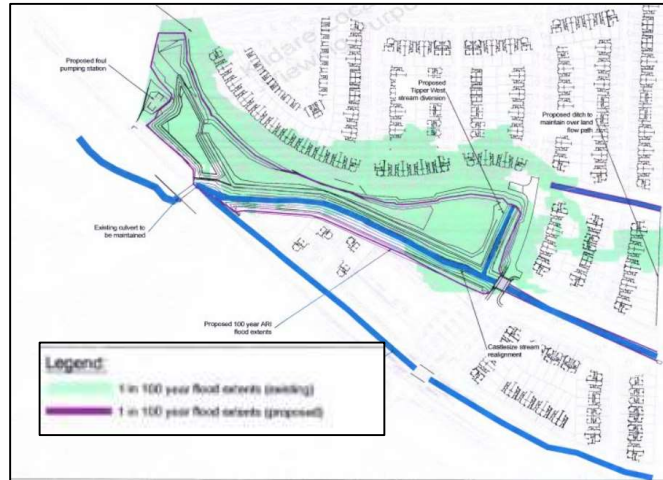 Proposed foul
pumping station
Proposed
Tipper West
stream diversion
Proposed ditch to
maintain over land
flow path
Existing culvert to
be maintained
Proposed 100 year ARI
flood extents
Castlesize stream
realignment
Legend:
1 in 100 year flood extents (existing)
1 in 100 year flood extents (proposed)